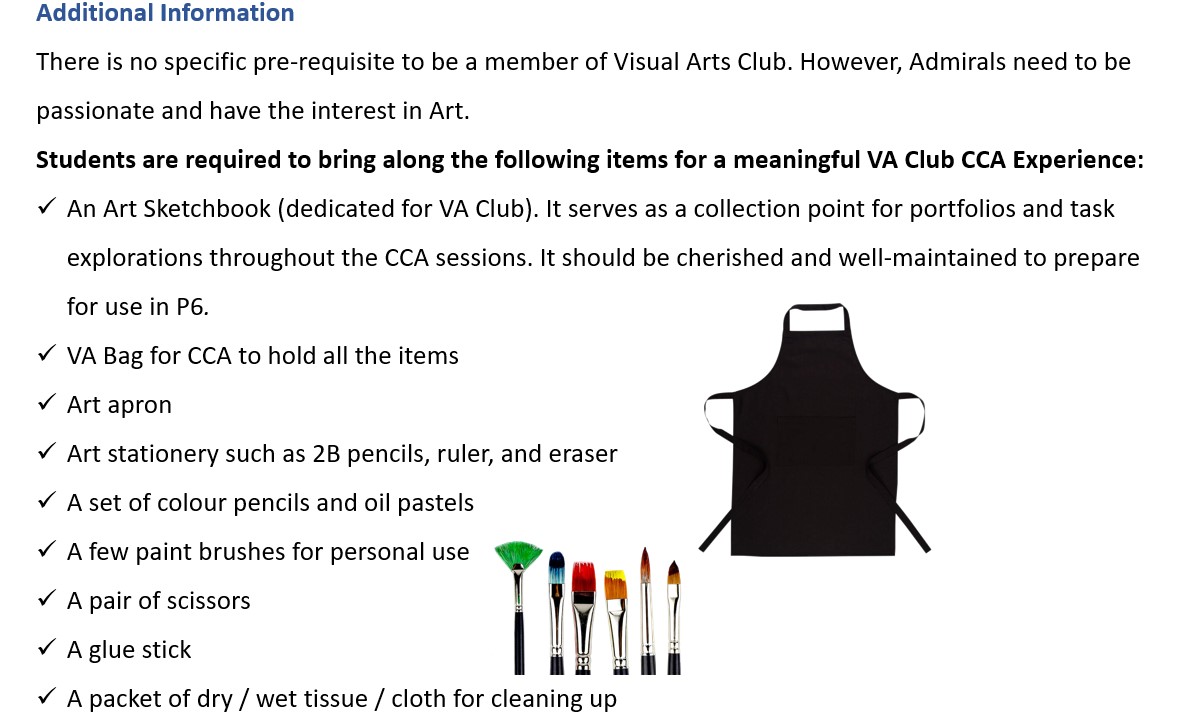 Additional Information
There is no specific pre-requisite to be a member of Visual Arts Club. However, Admirals need to be
passionate and have the interest in Art.
Students are required to bring along the following items for a meaningful VA Club CCA Experience:
✓ An Art Sketchbook (dedicated for VA Club). It serves as a collection point for portfolios and task
explorations throughout the CCA sessions. It should be cherished and well-maintained to prepare
for use in P6.
✓ VA Bag for CCA to hold all the items
✓ Art apron
✓ Art stationery such as 2B pencils, ruler, and eraser
✓ A set of colour pencils and oil pastels
✓ A few paint brushes for personal use
✓ A pair of scissors
✓ A glue stick
✓ A packet of dry / wet tissue / cloth for cleaning up